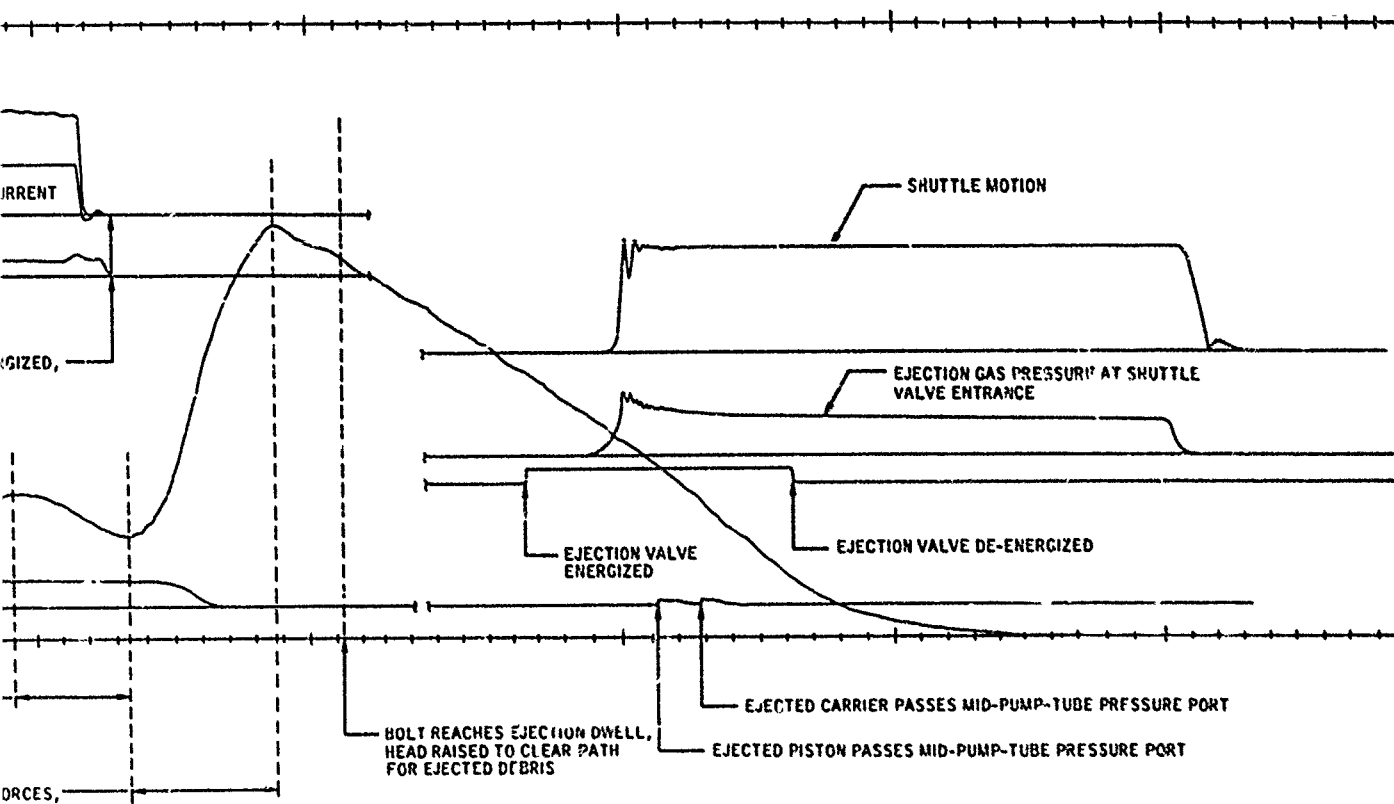 URRENT
SHUTTLE MOTION
RGIZED,
EJECTION GAS PRESSURE AT SHUTTLE
VALVE ENTRANCE
EJECTION VALVE
ENERGIZED
EJECTION VALVE DE-ENERGIZED
EJECTED CARRIER PASSES MID-PUMP-TUBE PRESSURE PORT
BOLT REACHES EJECTION DWELL,
HEAD RAISED TO CLEAR PATH
FOR EJECTED DEBRIS
EJECTED PISTON PASSES MID-PUMP-TUBE PRESSURE PORT
ORCES,